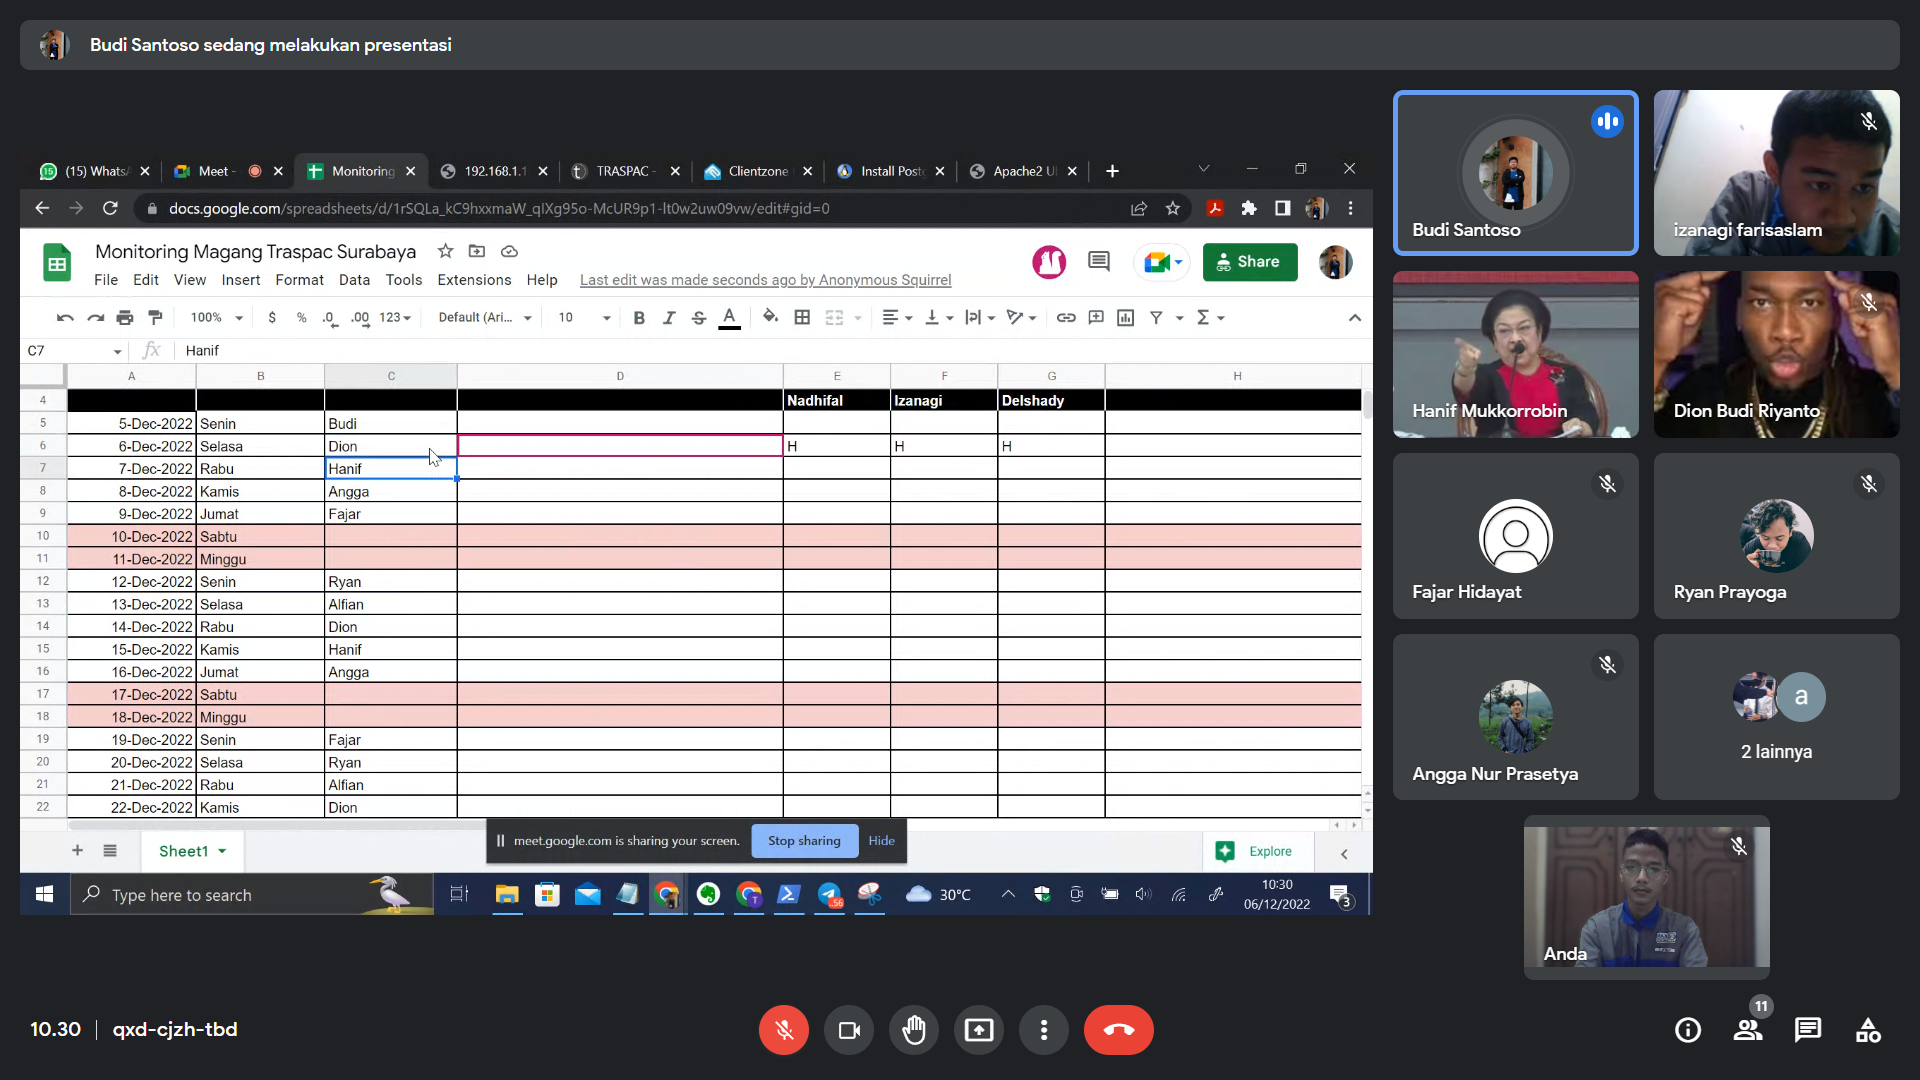 Budi Santoso sedang melakukan presentasi
(15) Whats
Meet -
Monitoring
192.168.1.1
TRASPAC -
Clientzone
Install Post
Apache2 U
docs.google.com/spreadsheets/d/1rSQLa_kC9hxxmaW_qIXg95o-McUR9p1-lt0w2uw09vw/edit#gid=0
Monitoring Magang Traspac Surabaya
Share
File Edit View Insert Format Data Tools Extensions Help Last edit was made seconds ago by Anonymous Squirrel
100% $ % .0 .00 123 Default (Ari... 10 B I S A
C7 fx Hanif
A B C D E F G H
4 Nadhifal Izanagi Delshady
5 5-Dec-2022 Senin Budi
6 6-Dec-2022 Selasa Dion H H H
7 7-Dec-2022 Rabu Hanif
8 8-Dec-2022 Kamis Angga
9 9-Dec-2022 Jumat Fajar
10 10-Dec-2022 Sabtu
11 11-Dec-2022 Minggu
12 12-Dec-2022 Senin Ryan
13 13-Dec-2022 Selasa Alfian
14 14-Dec-2022 Rabu Dion
15 15-Dec-2022 Kamis Hanif
16 16-Dec-2022 Jumat Angga
17 17-Dec-2022 Sabtu
18 18-Dec-2022 Minggu
19 19-Dec-2022 Senin Fajar
20 20-Dec-2022 Selasa Ryan
21 21-Dec-2022 Rabu Alfian
22 22-Dec-2022 Kamis Dion
meet.google.com is sharing your screen. Stop sharing Hide
Sheet1
Explore
Type here to search
56
30°C
10:30
06/12/2022
3
Budi Santoso
izanagi farisaslam
Hanif Mukkorrobin
Dion Budi Riyanto
Fajar Hidayat
Ryan Prayoga
Angga Nur Prasetya
a
2 lainnya
Anda
10.30 | qxd-cjzh-tbd
11